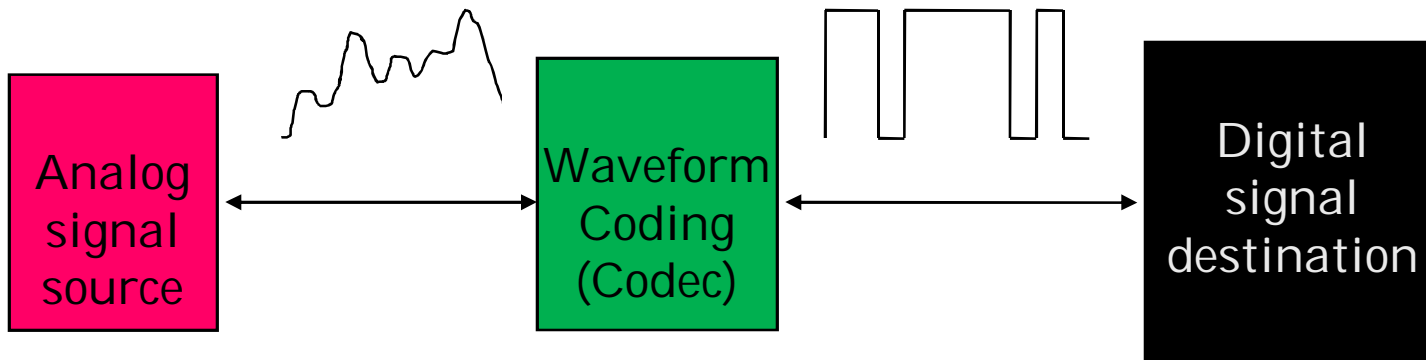 Analog
signal
source
Waveform
Coding
(Codec)
Digital
signal
destination